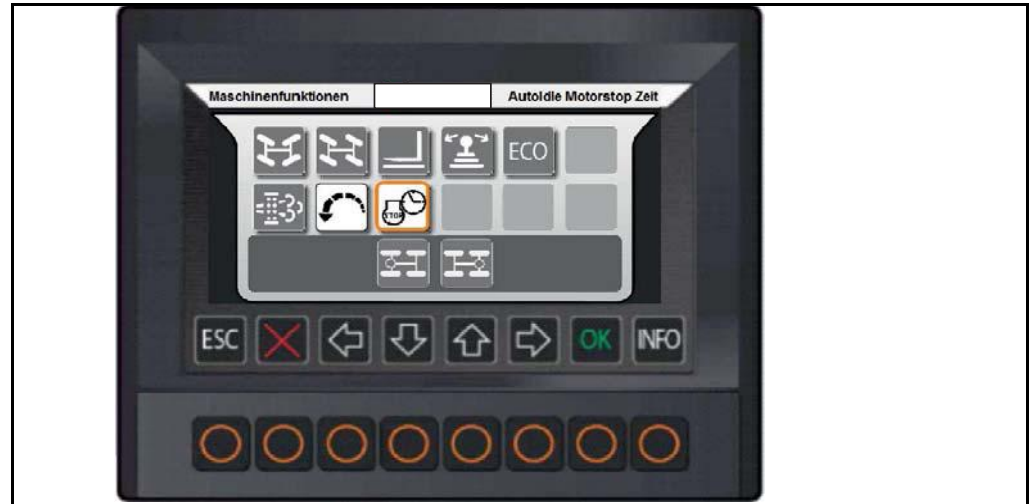 Maschinenfunktionen Autoidle Motorstop Zeit
ECO
STOP
ESC OK INFO